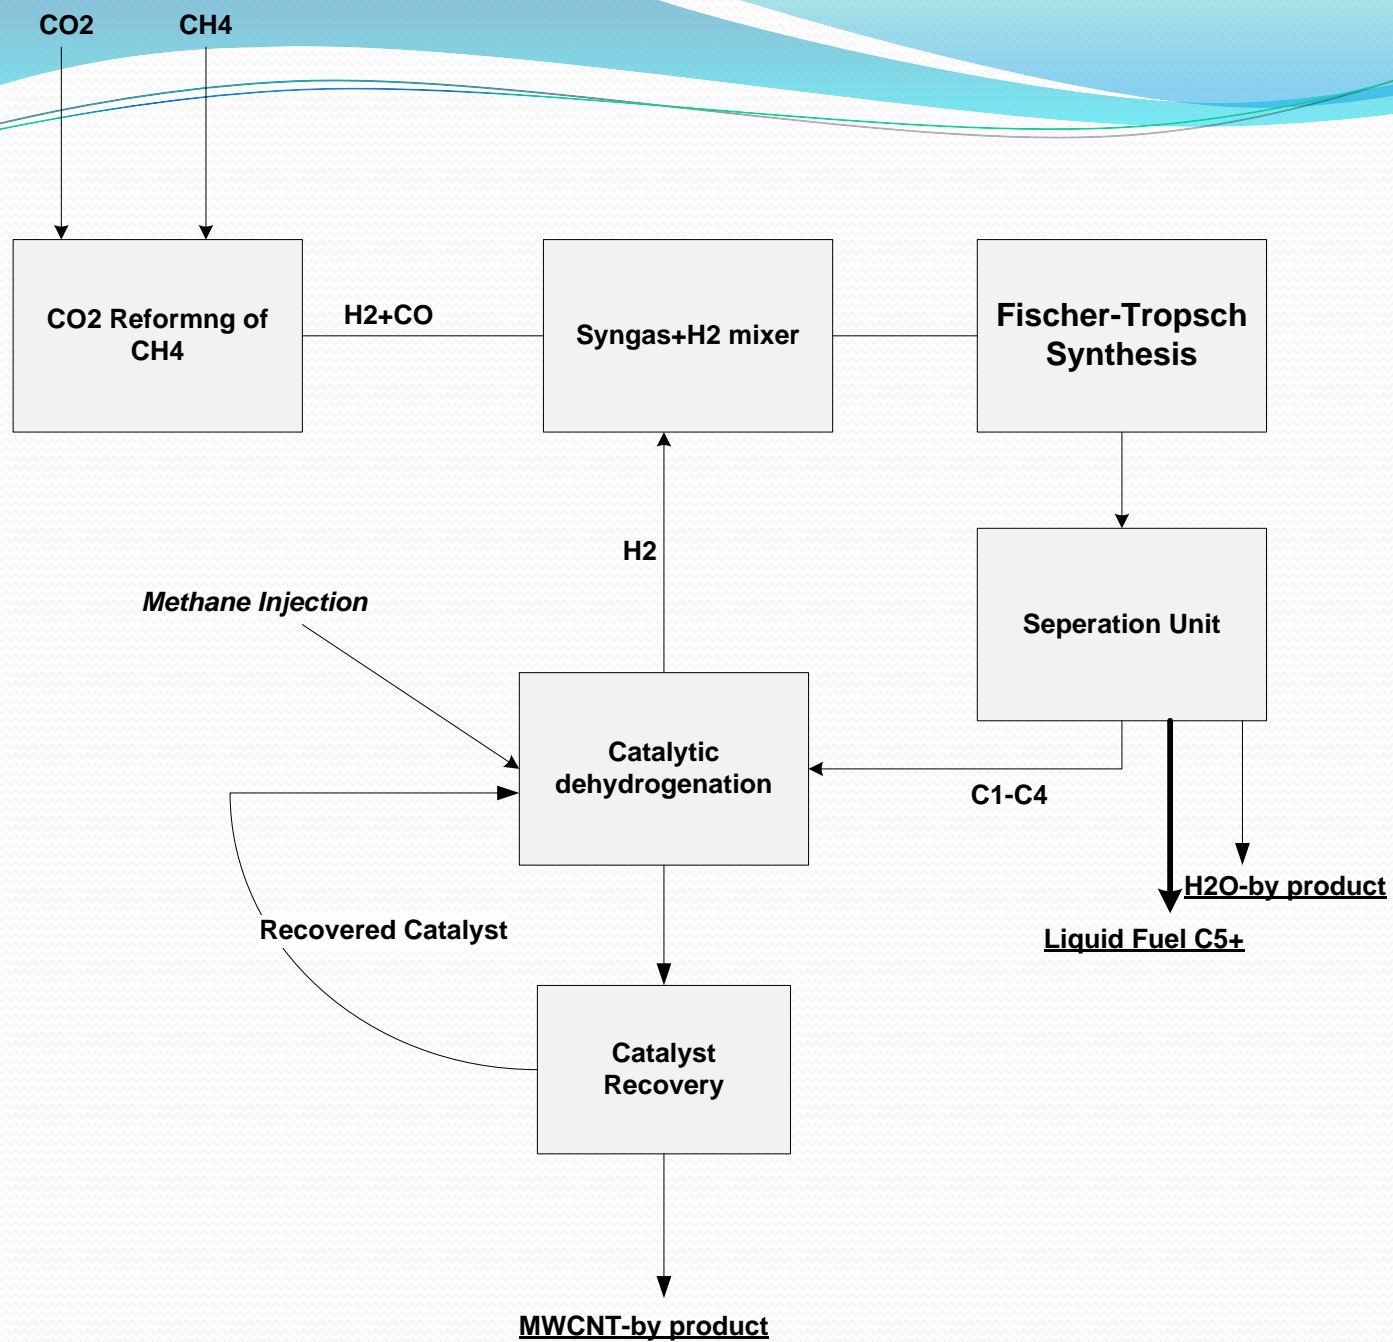 CO2
CH4
CO2 Reformng of
CH4
H2+CO
Syngas+H2 mixer
Fischer-Tropsch
Synthesis
H2
Methane Injection
Seperation Unit
Catalytic
dehydrogenation
C1-C4
H2O-by product
Liquid Fuel C5+
Recovered Catalyst
Catalyst
Recovery
MWCNT-by product